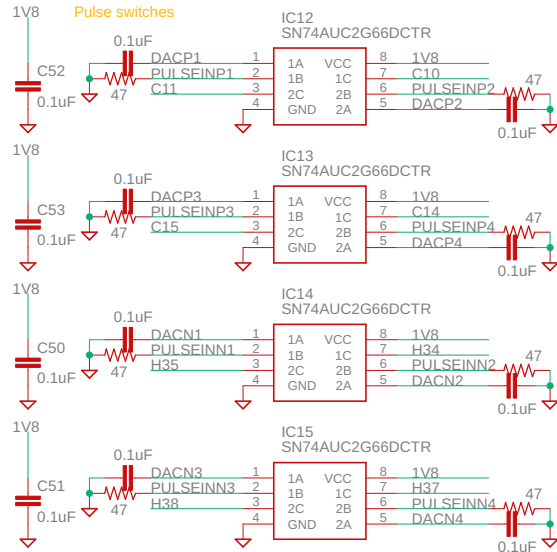 Pulse switches
1V8
C52
0.1uF
0.1uF
47
DACP1
PULSEINP1
C11
IC12
SN74AUC2G66DCTR
1 1A VCC 8
2 1B 1C 7
3 2C 2B 6
4 GND 2A 5
1V8
C10
PULSEINP2
DACP2
47
0.1uF
1V8
C53
0.1uF
0.1uF
47
DACP3
PULSEINP3
C15
IC13
SN74AUC2G66DCTR
1 1A VCC 8
2 1B 1C 7
3 2C 2B 6
4 GND 2A 5
1V8
C14
PULSEINP4
DACP4
47
0.1uF
1V8
C50
0.1uF
0.1uF
47
DACN1
PULSEINN1
H35
IC14
SN74AUC2G66DCTR
1 1A VCC 8
2 1B 1C 7
3 2C 2B 6
4 GND 2A 5
1V8
H34
PULSEINN2
DACN2
47
0.1uF
1V8
C51
0.1uF
0.1uF
47
DACN3
PULSEINN3
H38
IC15
SN74AUC2G66DCTR
1 1A VCC 8
2 1B 1C 7
3 2C 2B 6
4 GND 2A 5
1V8
H37
PULSEINN4
DACN4
47
0.1uF